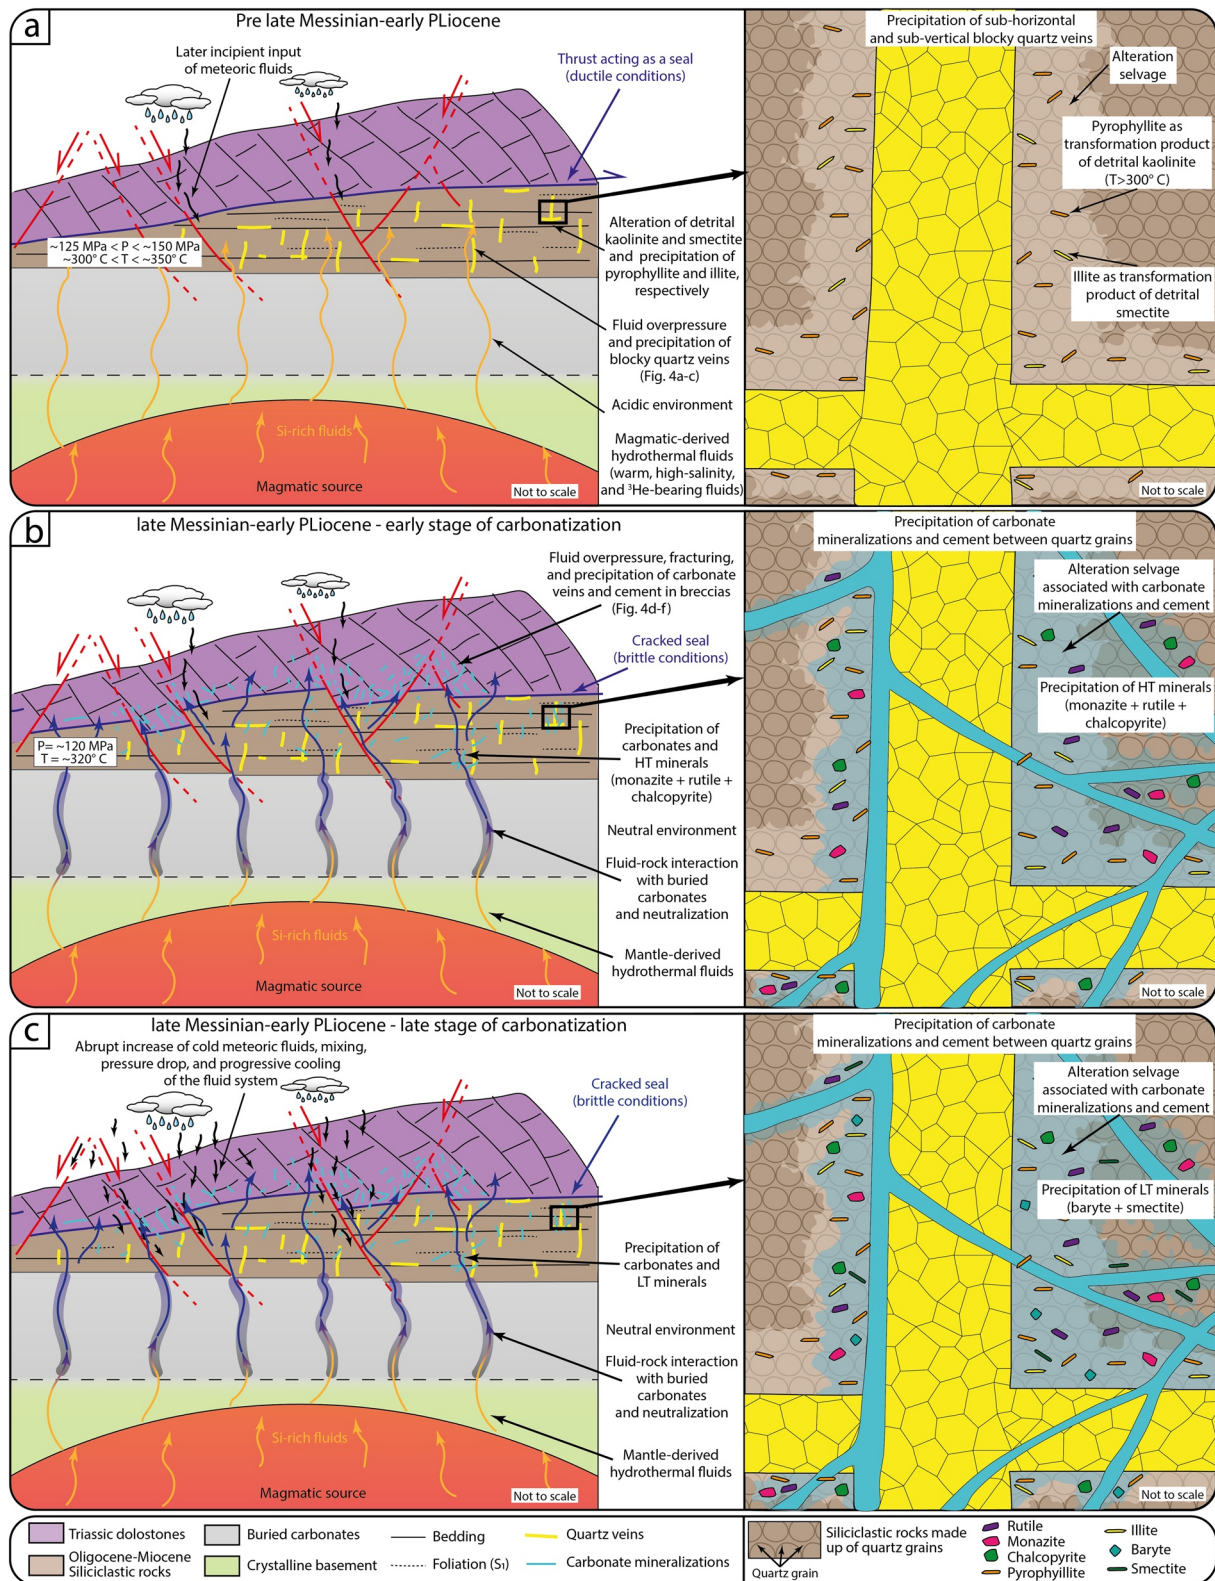 a
Pre late Messinian-early PLiocene
Later incipient input
of meteoric fluids
Thrust acting as a seal
(ductile conditions)
~125 MPa < P < ~150 MPa
~300° C < T < ~350° C
Alteration of detrital
kaolinite and smectite
and precipitation of
pyrophyllite and illite,
respectively
Fluid overpressure
and precipitation of
blocky quartz veins
(Fig. 4a-c)
Acidic environment
Magmatic-derived
hydrothermal fluids
(warm, high-salinity,
and ³He-bearing fluids)
Si-rich fluids
Magmatic source
Not to scale
Precipitation of sub-horizontal
and sub-vertical blocky quartz veins
Alteration
selvage
Pyrophyllite as
transformation product
of detrital kaolinite
(T>300° C)
Illite as transformation
product of detrital
smectite
Not to scale
b
late Messinian-early PLiocene - early stage of carbonatization
Fluid overpressure, fracturing,
and precipitation of carbonate
veins and cement in breccias
(Fig. 4d-f)
Cracked seal
(brittle conditions)
P= ~120 MPa
T = ~320° C
Precipitation of
carbonates and
HT minerals
(monazite + rutile +
chalcopyrite)
Neutral environment
Fluid-rock interaction
with buried
carbonates
and neutralization
Mantle-derived
hydrothermal fluids
Si-rich fluids
Magmatic source
Not to scale
Precipitation of carbonate
mineralizations and cement between quartz grains
Alteration selvage
associated with carbonate
mineralizations and cement
Precipitation of HT minerals
(monazite + rutile +
chalcopyrite)
Not to scale
c
late Messinian-early PLiocene - late stage of carbonatization
Abrupt increase of cold meteoric fluids, mixing,
pressure drop, and progressive cooling
of the fluid system
Cracked seal
(brittle conditions)
Precipitation of
carbonates and
LT minerals
Neutral environment
Fluid-rock interaction
with buried
carbonates
and neutralization
Mantle-derived
hydrothermal fluids
Si-rich fluids
Magmatic source
Not to scale
Precipitation of carbonate
mineralizations and cement between quartz grains
Alteration selvage
associated with carbonate
mineralizations and cement
Precipitation of LT minerals
(baryte + smectite)
Not to scale
Triassic dolostones
Oligocene-Miocene
Siliciclastic rocks
Buried carbonates
Crystalline basement
Bedding
Foliation (S₁)
Quartz veins
Carbonate mineralizations
Quartz grain
Siliciclastic rocks made
up of quartz grains
Rutile
Monazite
Chalcopyrite
Pyrophyillite
Illite
Baryte
Smectite